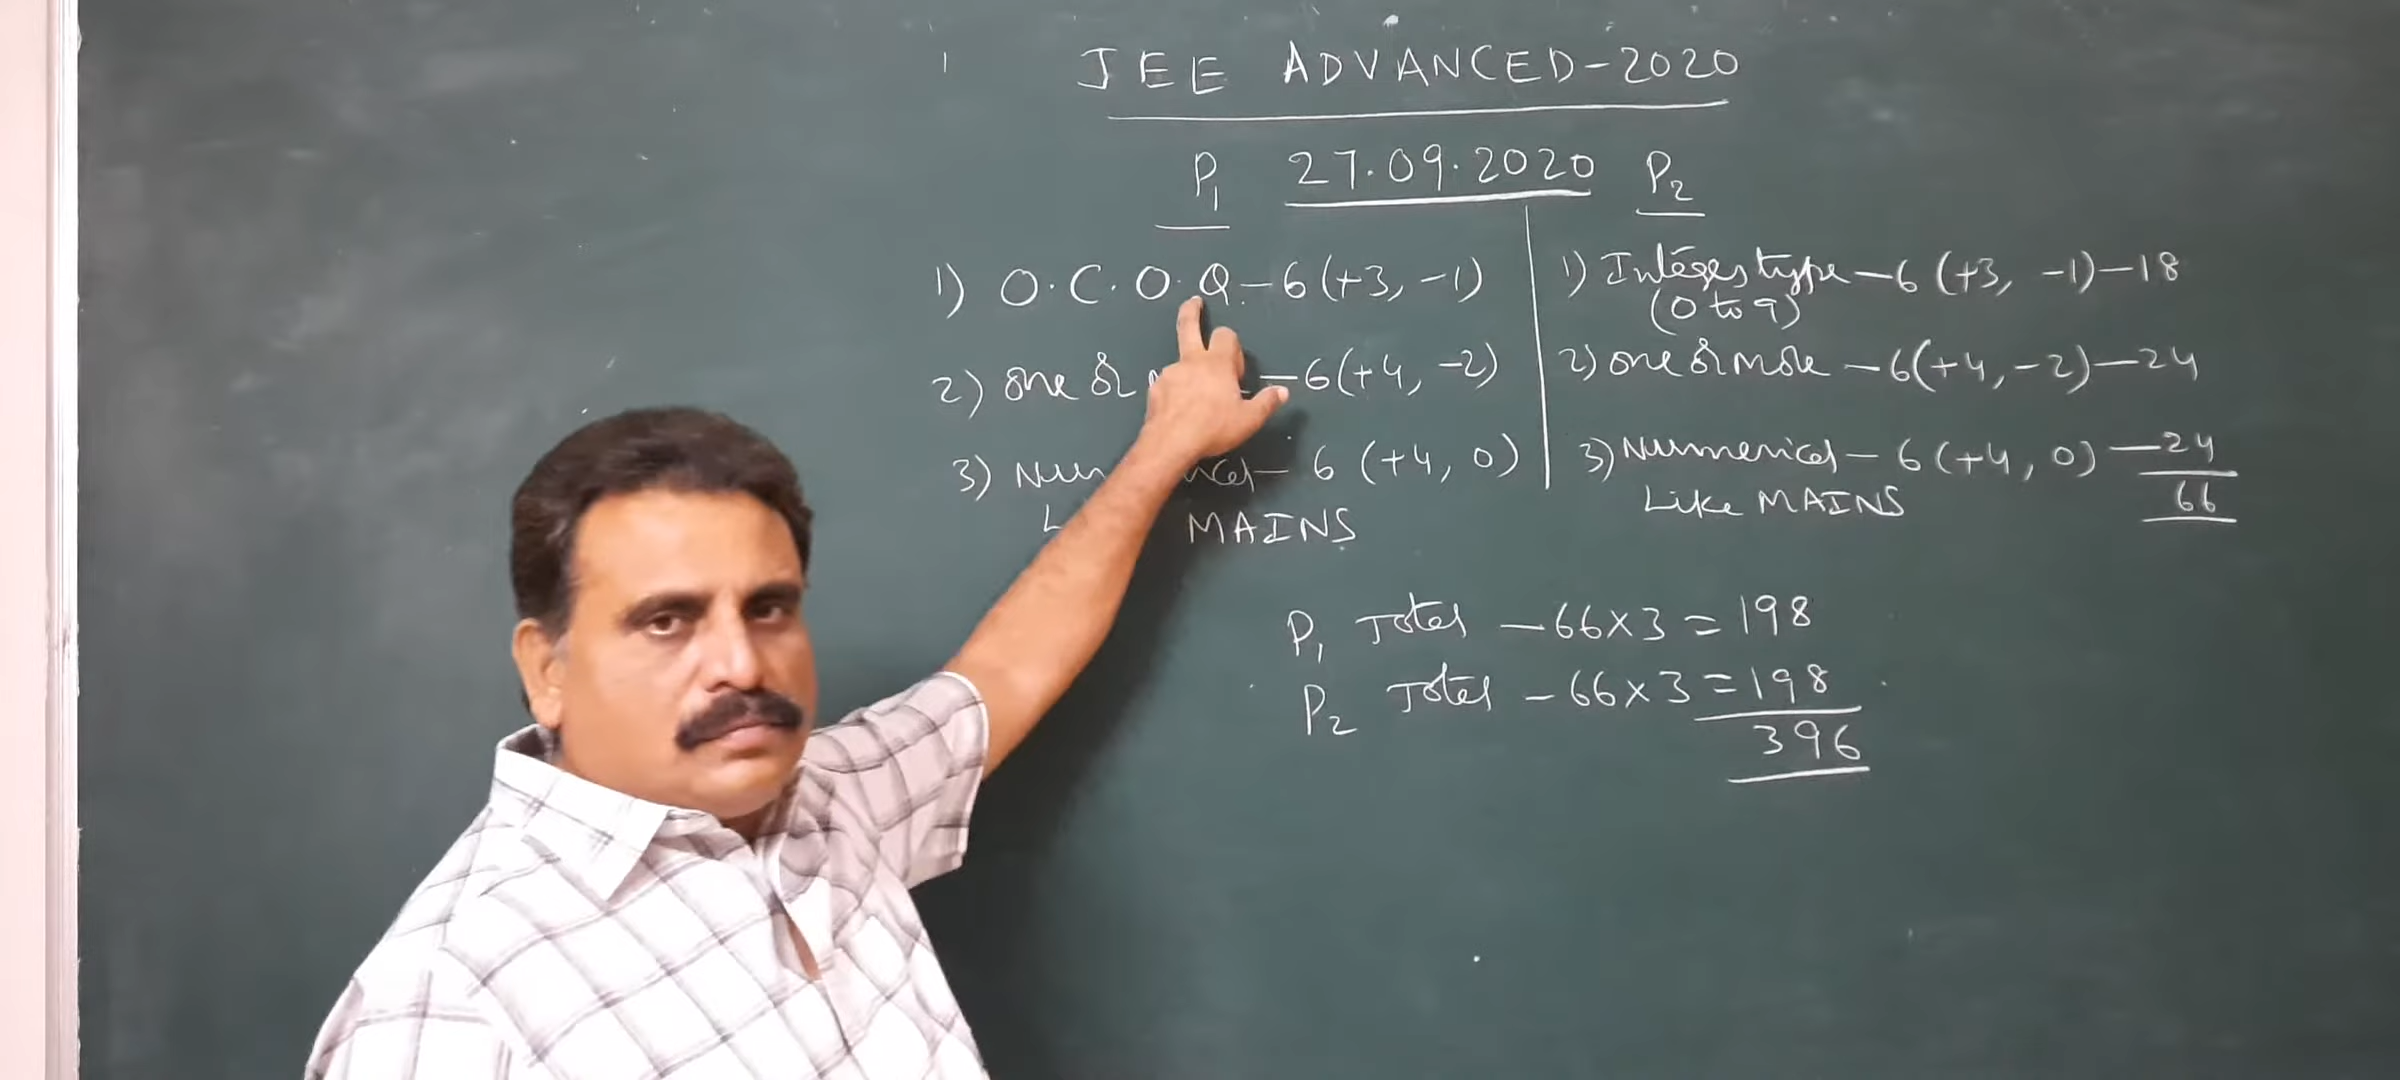 JEE ADVANCED-2020
P1 27.09.2020 P2
1) O.C.O.Q-6(+3,-1)
2) one or -6(+4,-2)
3) - 6 (+4, 0)
MAINS
1) Integer type-6 (+3, -1)-18
(0 to 9)
2) one or more -6(+4,-2)-24
3) Numerical-6(+4, 0)-24
Like MAINS 66
P1 Total -66x3=198
P2 Total -66x3=198
396